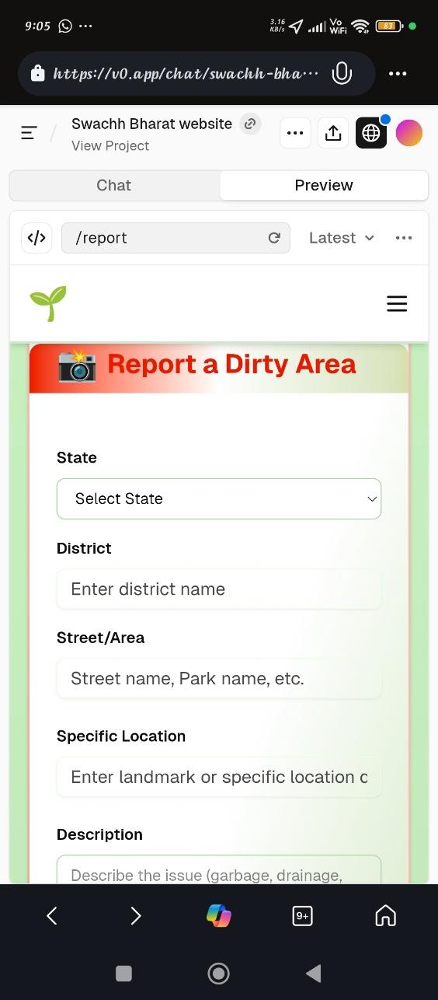 9:05
3.16
KB/s
Vo
WiFi
83
https://v0.app/chat/swachh-bha...
Swachh Bharat website
View Project
Chat
Preview
/report
Latest
Report a Dirty Area
State
Select State
District
Enter district name
Street/Area
Street name, Park name, etc.
Specific Location
Enter landmark or specific location
Description
Describe the issue (garbage, drainage,
9+